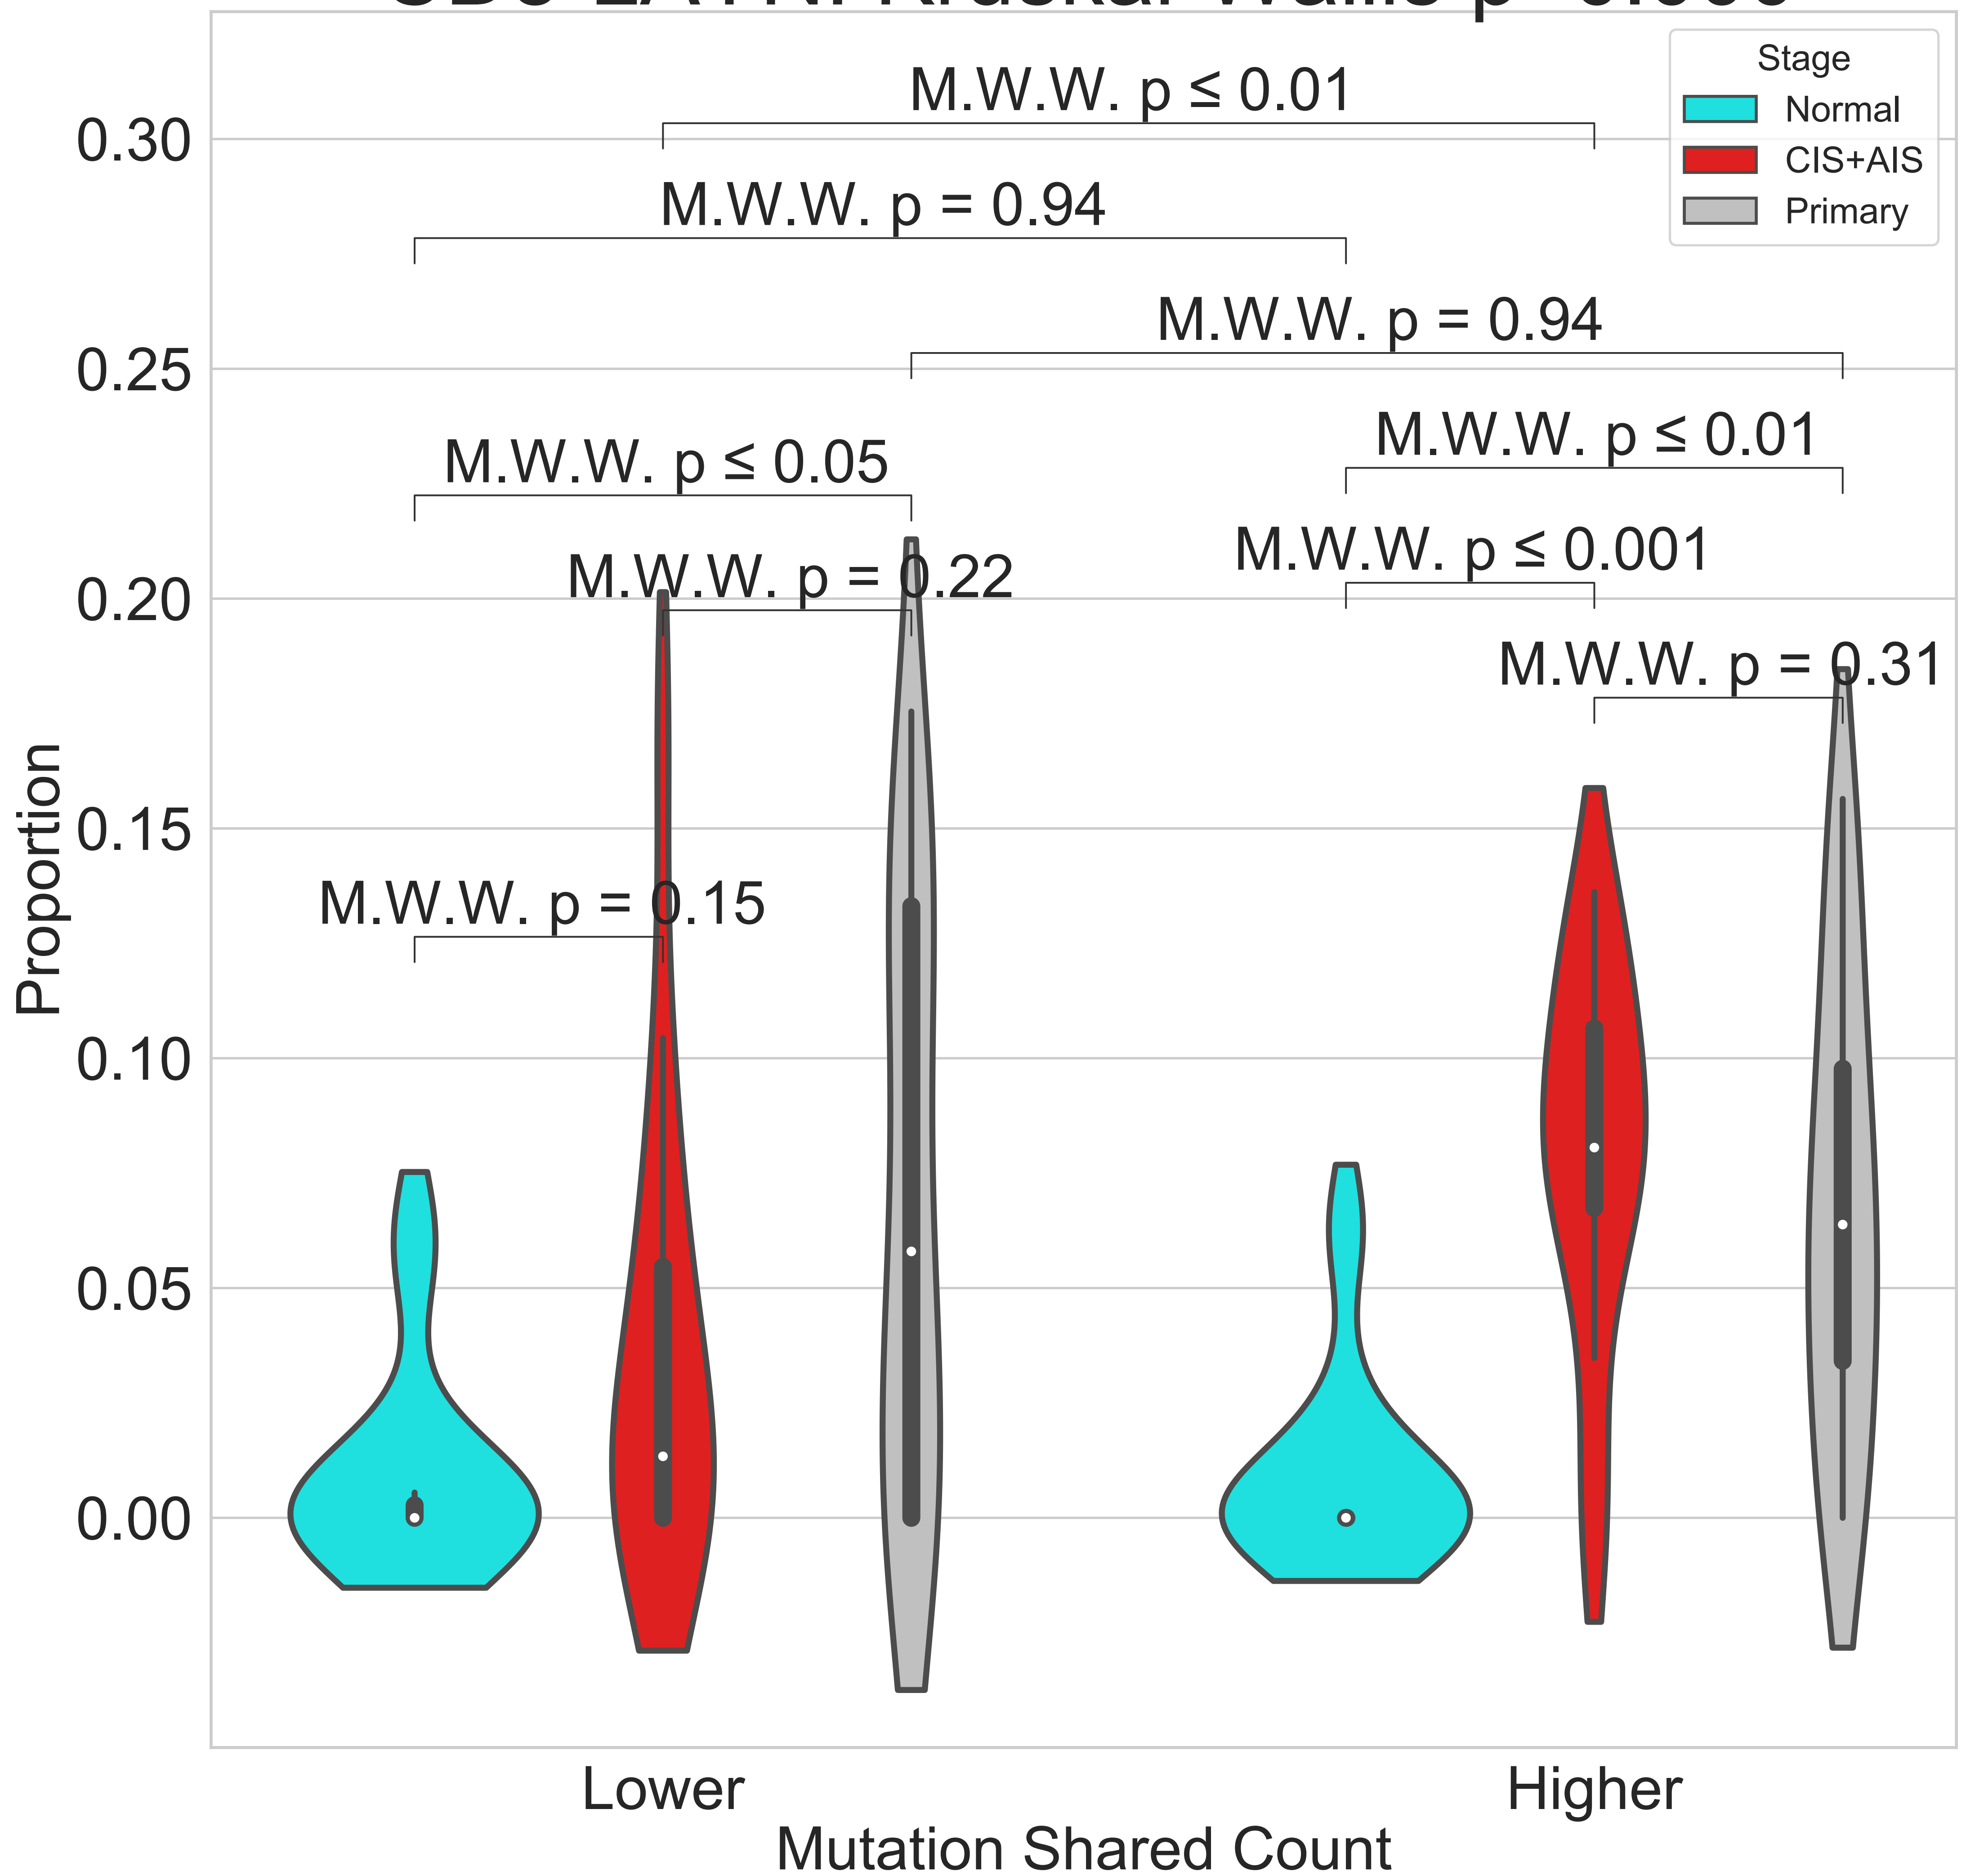 Stage
Normal
CIS+AIS
Primary
M.W.W. p ≤ 0.01
M.W.W. p = 0.94
M.W.W. p = 0.94
M.W.W. p ≤ 0.01
M.W.W. p ≤ 0.05
M.W.W. p ≤ 0.001
M.W.W. p = 0.22
M.W.W. p = 0.31
M.W.W. p = 0.15
0.30
0.25
0.20
0.15
0.10
0.05
0.00
Proportion
Lower
Higher
Mutation Shared Count